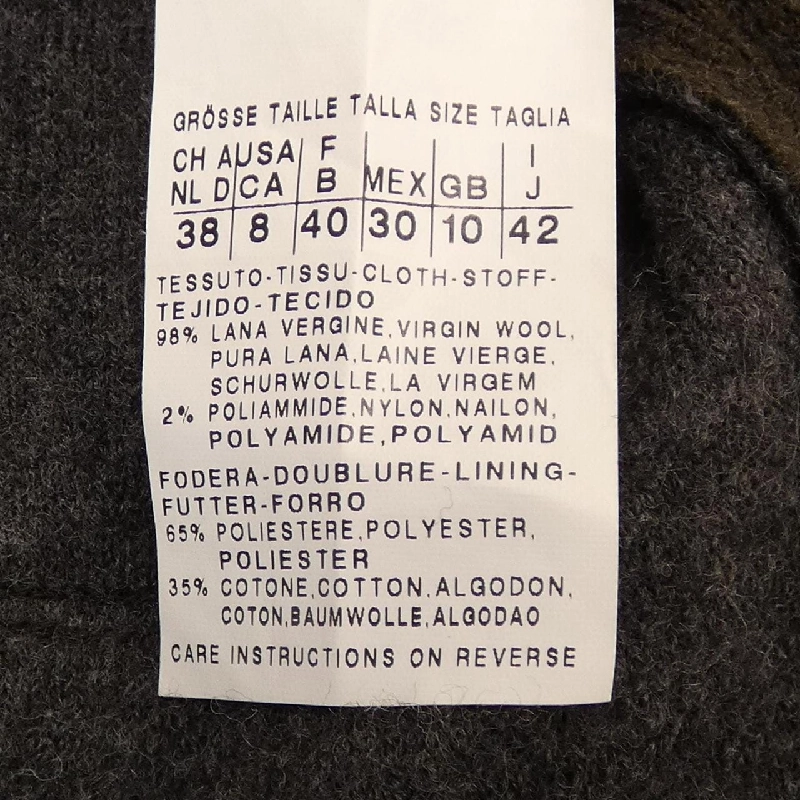 GRÖSSE TAILLE TALLA SIZE TAGLIA
CH A USA F MEX GB I
NL D CA B J
38 8 40 30 10 42
TESSUTO-TISSU-CLOTH-STOFF-
TEJIDO-TECIDO
98% LANA VERGINE,VIRGIN WOOL,
PURA LANA,LAINE VIERGE,
SCHURWOLLE,LA VIRGEM
2% POLIAMMIDE,NYLON,NAILON,
POLYAMIDE,POLYAMID
FODERA-DOUBLURE-LINING-
FUTTER-FORRO
65% POLIESTERE,POLYESTER,
POLIESTER
35% COTONE,COTTON,ALGODON,
COTON,BAUMWOLLE,ALGODAO
CARE INSTRUCTIONS ON REVERSE